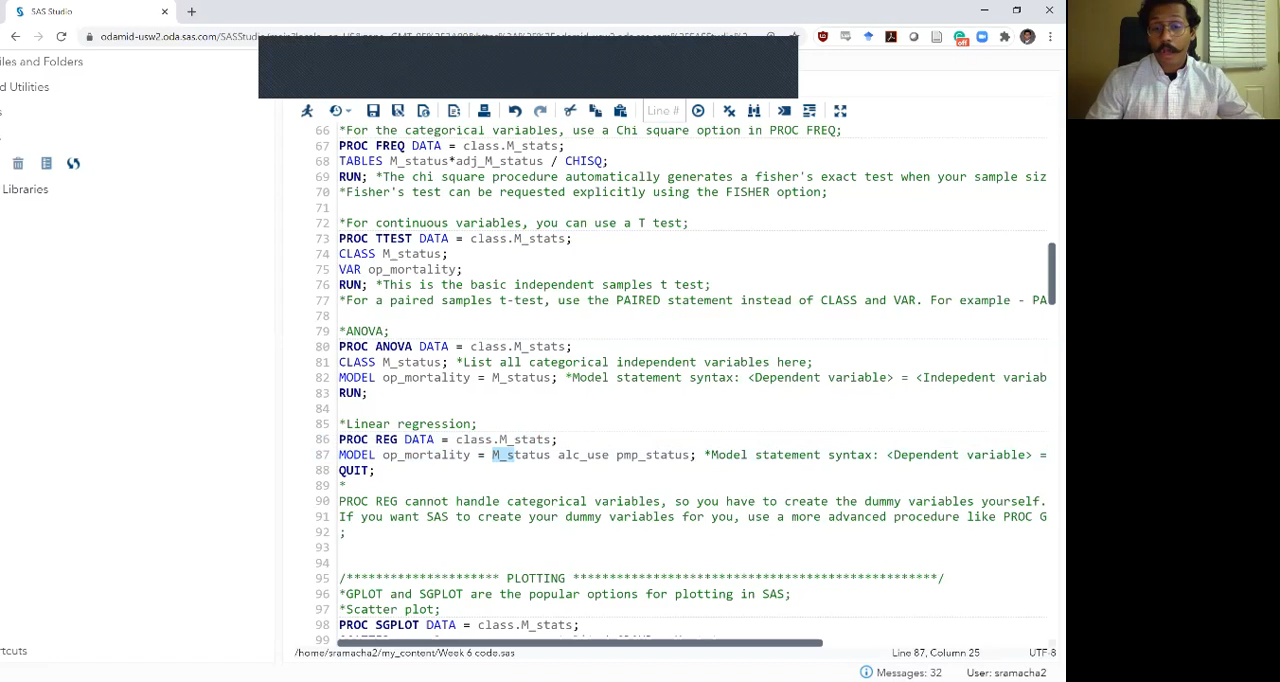 SAS Studio
odamid-usw2.oda.sas.com/SASStudio
iles and Folders
d Utilities
Libraries
rtcuts
Line #
66 *For the categorical variables, use a Chi square option in PROC FREQ;
67 PROC FREQ DATA = class.M_stats;
68 TABLES M_status*adj_M_status / CHISQ;
69 RUN; *The chi square procedure automatically generates a fisher's exact test when your sample siz
70 *Fisher's test can be requested explicitly using the FISHER option;
71
72 *For continuous variables, you can use a T test;
73 PROC TTEST DATA = class.M_stats;
74 CLASS M_status;
75 VAR op_mortality;
76 RUN; *This is the basic independent samples t test;
77 *For a paired samples t-test, use the PAIRED statement instead of CLASS and VAR. For example - PA
78
79 *ANOVA;
80 PROC ANOVA DATA = class.M_stats;
81 CLASS M_status; *List all categorical independent variables here;
82 MODEL op_mortality = M_status; *Model statement syntax: <Dependent variable> = <Indepedent variab
83 RUN;
84
85 *Linear regression;
86 PROC REG DATA = class.M_stats;
87 MODEL op_mortality = M_status alc_use pmp_status; *Model statement syntax: <Dependent variable> =
88 QUIT;
89 *
90 PROC REG cannot handle categorical variables, so you have to create the dummy variables yourself.
91 If you want SAS to create your dummy variables for you, use a more advanced procedure like PROC G
92 ;
93
94
95 /********************* PLOTTING **************************************************/
96 *GPLOT and SGPLOT are the popular options for plotting in SAS;
97 *Scatter plot;
98 PROC SGPLOT DATA = class.M_stats;
99
/home/sramacha2/my_content/Week 6 code.sas
Line 87, Column 25
UTF-8
Messages: 32
User: sramacha2